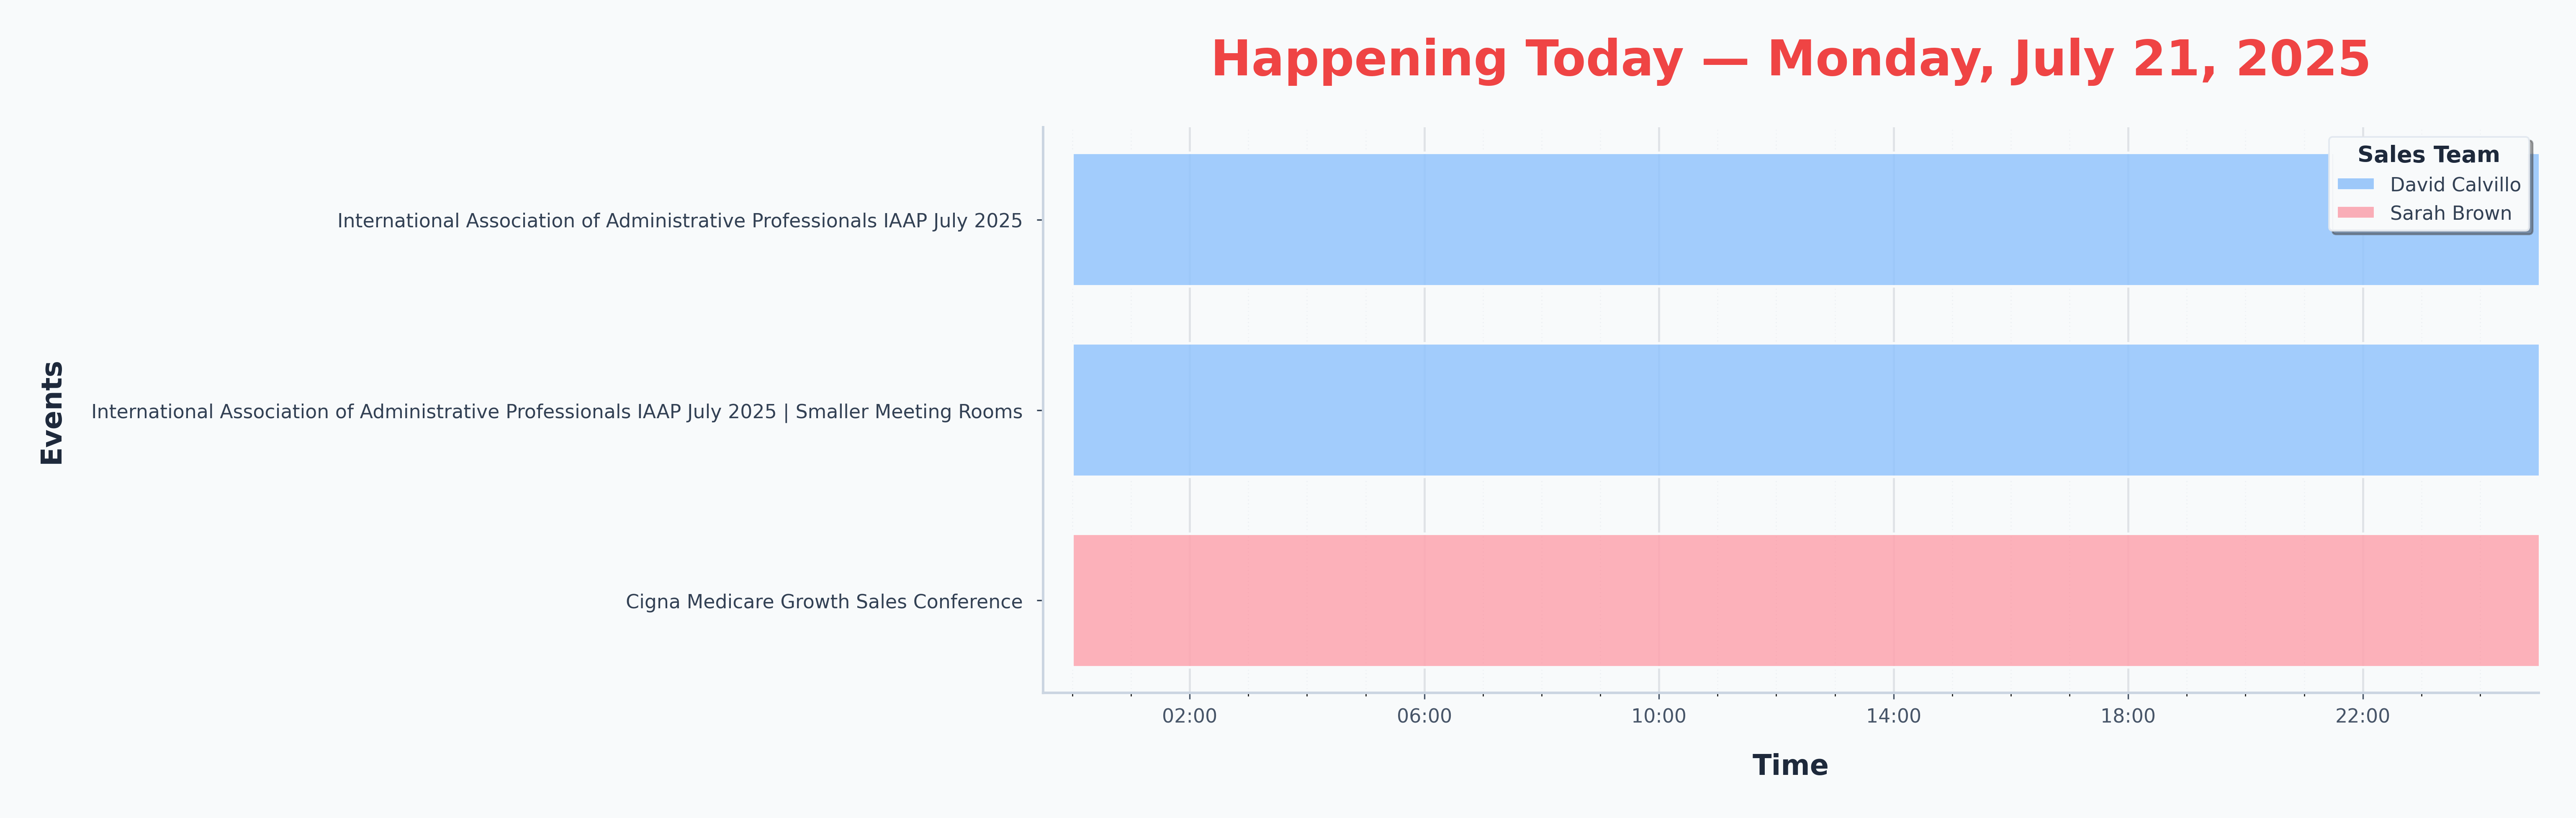 Happening Today — Monday, July 21, 2025
Sales Team
David Calvillo
Sarah Brown
International Association of Administrative Professionals IAAP July 2025
International Association of Administrative Professionals IAAP July 2025 | Smaller Meeting Rooms
Cigna Medicare Growth Sales Conference
Events
02:00 06:00 10:00 14:00 18:00 22:00
Time